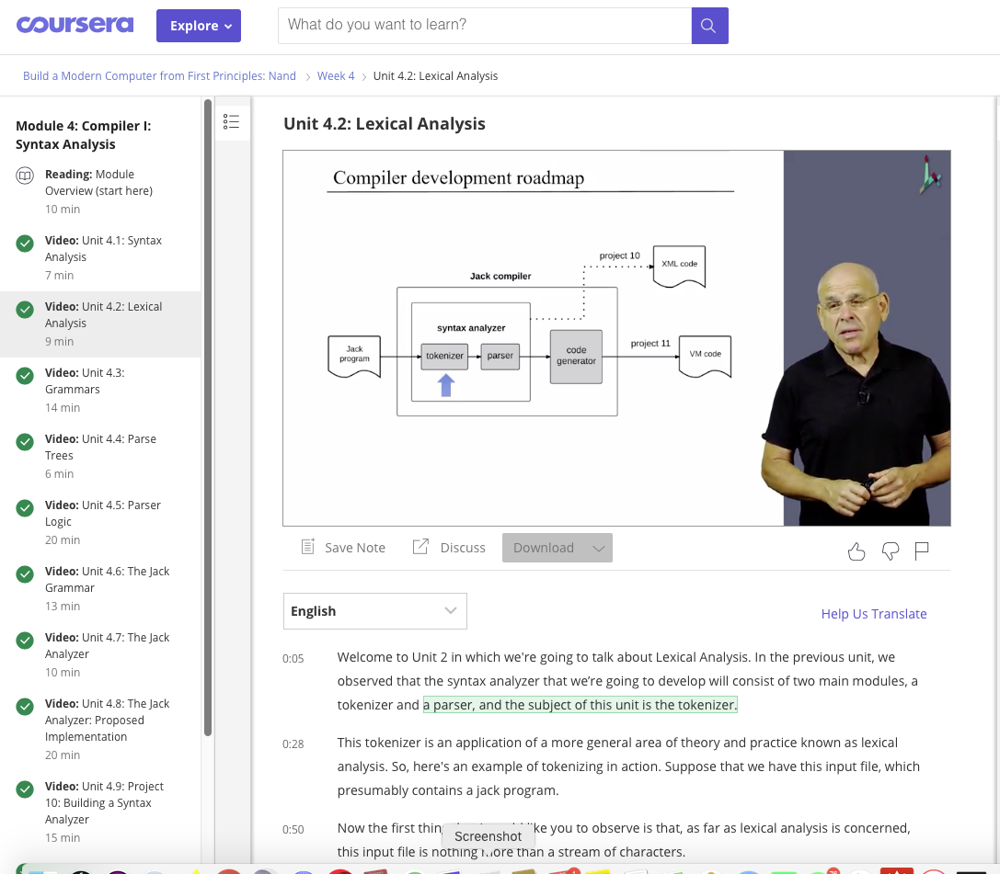 coursera
Explore
What do you want to learn?
Build a Modern Computer from First Principles: Nand
Week 4
Unit 4.2: Lexical Analysis
Module 4: Compiler I:
Syntax Analysis
Reading: Module
Overview (start here)
10 min
Video: Unit 4.1: Syntax
Analysis
7 min
Video: Unit 4.2: Lexical
Analysis
9 min
Video: Unit 4.3:
Grammars
14 min
Video: Unit 4.4: Parse
Trees
6 min
Video: Unit 4.5: Parser
Logic
20 min
Video: Unit 4.6: The Jack
Grammar
13 min
Video: Unit 4.7: The Jack
Analyzer
10 min
Video: Unit 4.8: The Jack
Analyzer: Proposed
Implementation
20 min
Video: Unit 4.9: Project
10: Building a Syntax
Analyzer
15 min
Unit 4.2: Lexical Analysis
Compiler development roadmap
project 10
XML code
Jack compiler
syntax analyzer
Jack
program
tokenizer
parser
code
generator
project 11
VM code
Save Note
Discuss
Download
English
Help Us Translate
0:05
Welcome to Unit 2 in which we're going to talk about Lexical Analysis. In the previous unit, we
observed that the syntax analyzer that we’re going to develop will consist of two main modules, a
tokenizer and a parser, and the subject of this unit is the tokenizer.
0:28
This tokenizer is an application of a more general area of theory and practice known as lexical
analysis. So, here's an example of tokenizing in action. Suppose that we have this input file, which
presumably contains a jack program.
0:50
Now the first thing like you to observe is that, as far as lexical analysis is concerned,
this input file is nothing more than a stream of characters.
Screenshot